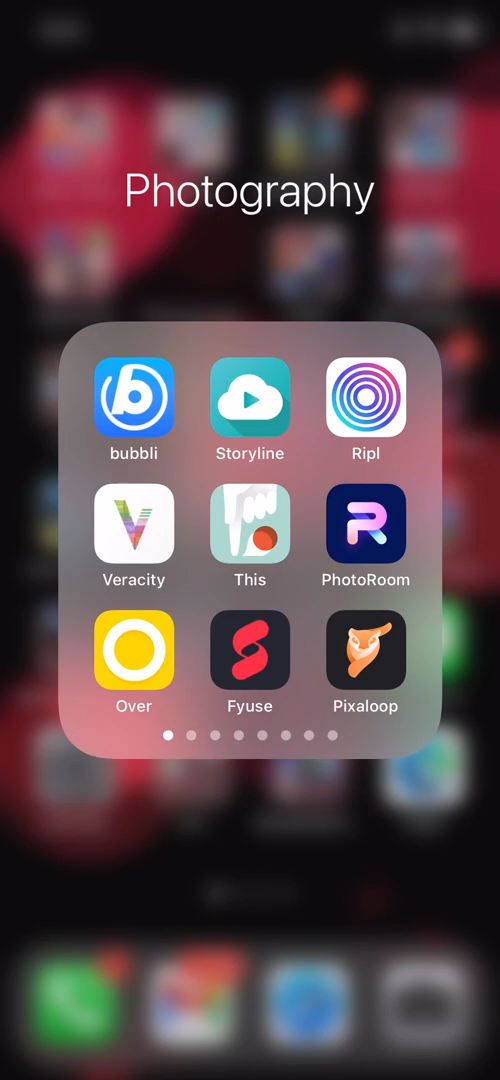 Photography
bubbli
Storyline
Ripl
Veracity
This
PhotoRoom
Over
Fyuse
Pixaloop